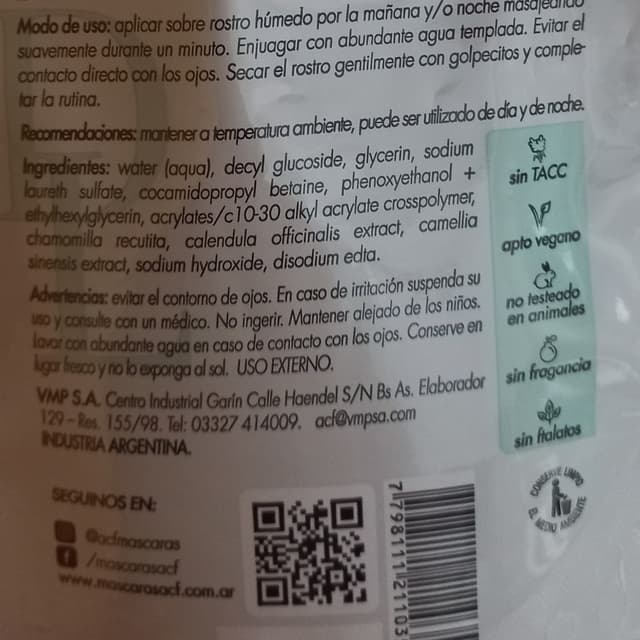 Modo de uso: aplicar sobre rostro húmedo por la mañana y/o noche masajeando
suavemente durante un minuto. Enjuagar con abundante agua templada. Evitar el
contacto directo con los ojos. Secar el rostro gentilmente con golpecitos y comple-
tar la rutina.
Recomendaciones: mantener a temperatura ambiente, puede ser utilizado de día y de noche.
Ingredientes: water (aqua), decyl glucoside, glycerin, sodium
laureth sulfate, cocamidopropyl betaine, phenoxyethanol +
ethylhexylglycerin, acrylates/c10-30 alkyl acrylate crosspolymer,
chamomilla recutita, calendula officinalis extract, camellia
sinensis extract, sodium hydroxide, disodium edta.
Advertencias: evitar el contorno de ojos. En caso de irritación suspenda su
uso y consulte con un médico. No ingerir. Mantener alejado de los niños.
Lavar con abundante agua en caso de contacto con los ojos. Conserve en
lugar fresco y no lo exponga al sol. USO EXTERNO.
VMP S.A. Centro Industrial Garín Calle Haendel S/N Bs As. Elaborador
129 - Res. 155/98. Tel: 03327 414009. acf@vmpsa.com
INDUSTRIA ARGENTINA.
sin TACC
apto vegano
no testeado
en animales
sin fragancia
sin ftalatos
CONSERVE LIMPIO
EL MEDIO AMBIENTE
SEGUINOS EN:
@acfmascaras
/mascarasacf
www.mascarasacf.com.ar
7 798111 121103